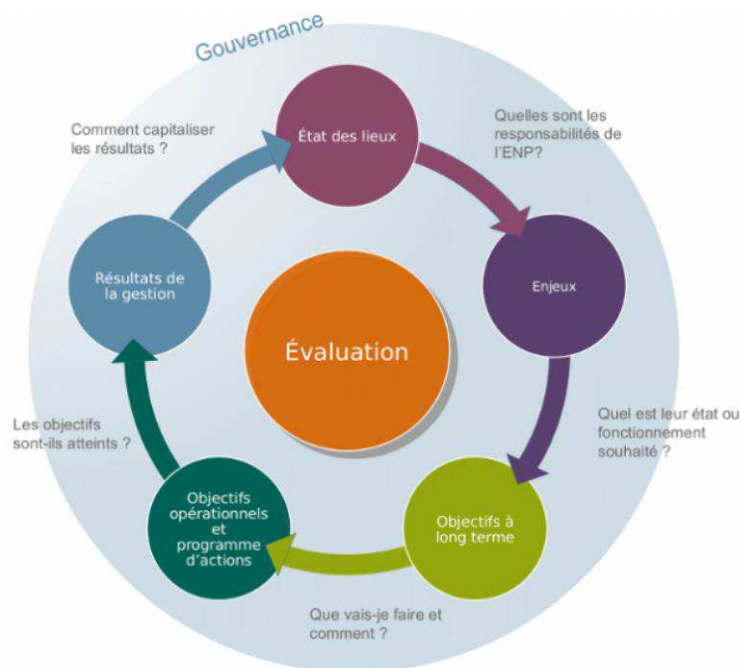 Gouvernance
État des lieux
Quelles sont les
responsabilités de
l'ENP?
Enjeux
Quel est leur état ou
fonctionnement
souhaité ?
Objectifs à
long terme
Que vais-je faire et
comment ?
Objectifs
opérationnels
et
programme
d'actions
Les objectifs
sont-ils atteints ?
Résultats de
la gestion
Comment capitaliser
les résultats ?
Évaluation